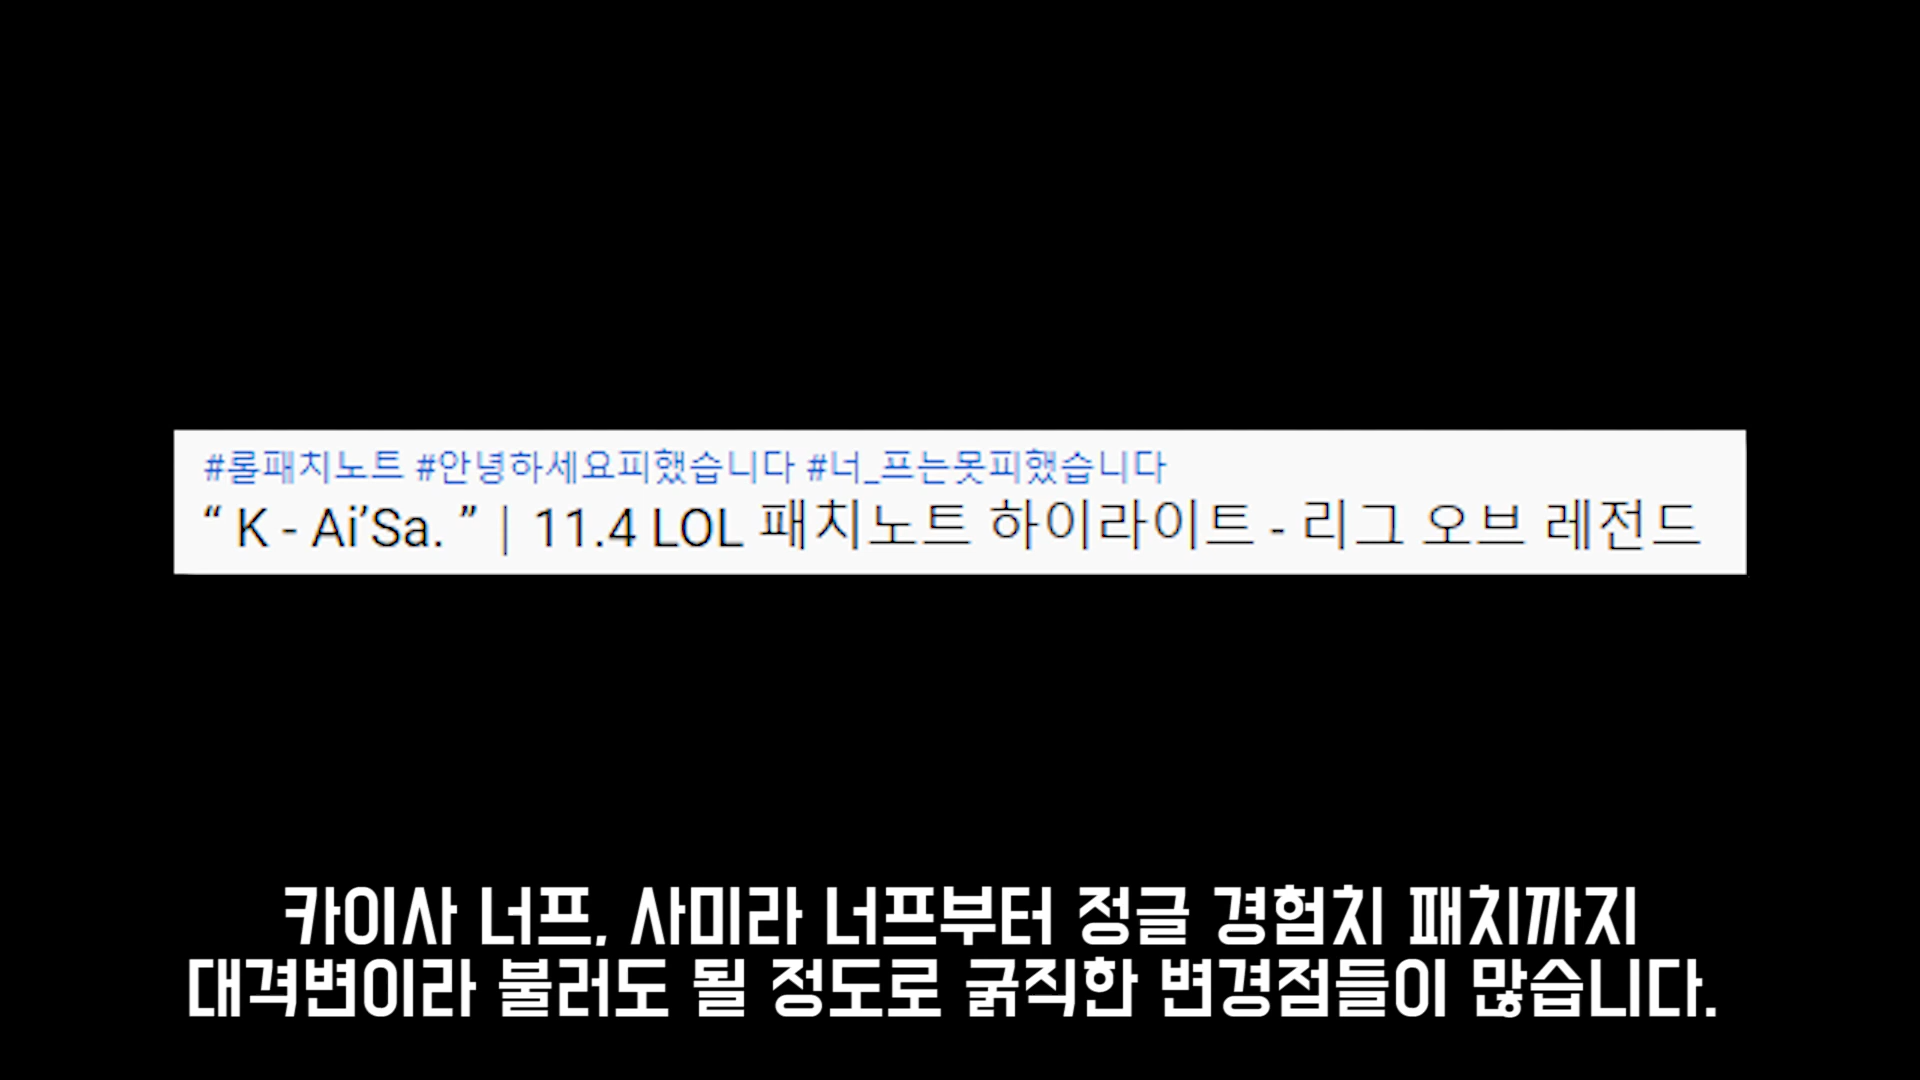 #롤패치노트 #안녕하세요피했습니다 #너_프는못피했습니다
“ K - Ai’Sa. ” | 11.4 LOL 패치노트 하이라이트 - 리그 오브 레전드
카이사 너프, 사미라 너프부터 정글 경험치 패치까지
대격변이라 불러도 될 정도로 굵직한 변경점들이 많습니다.